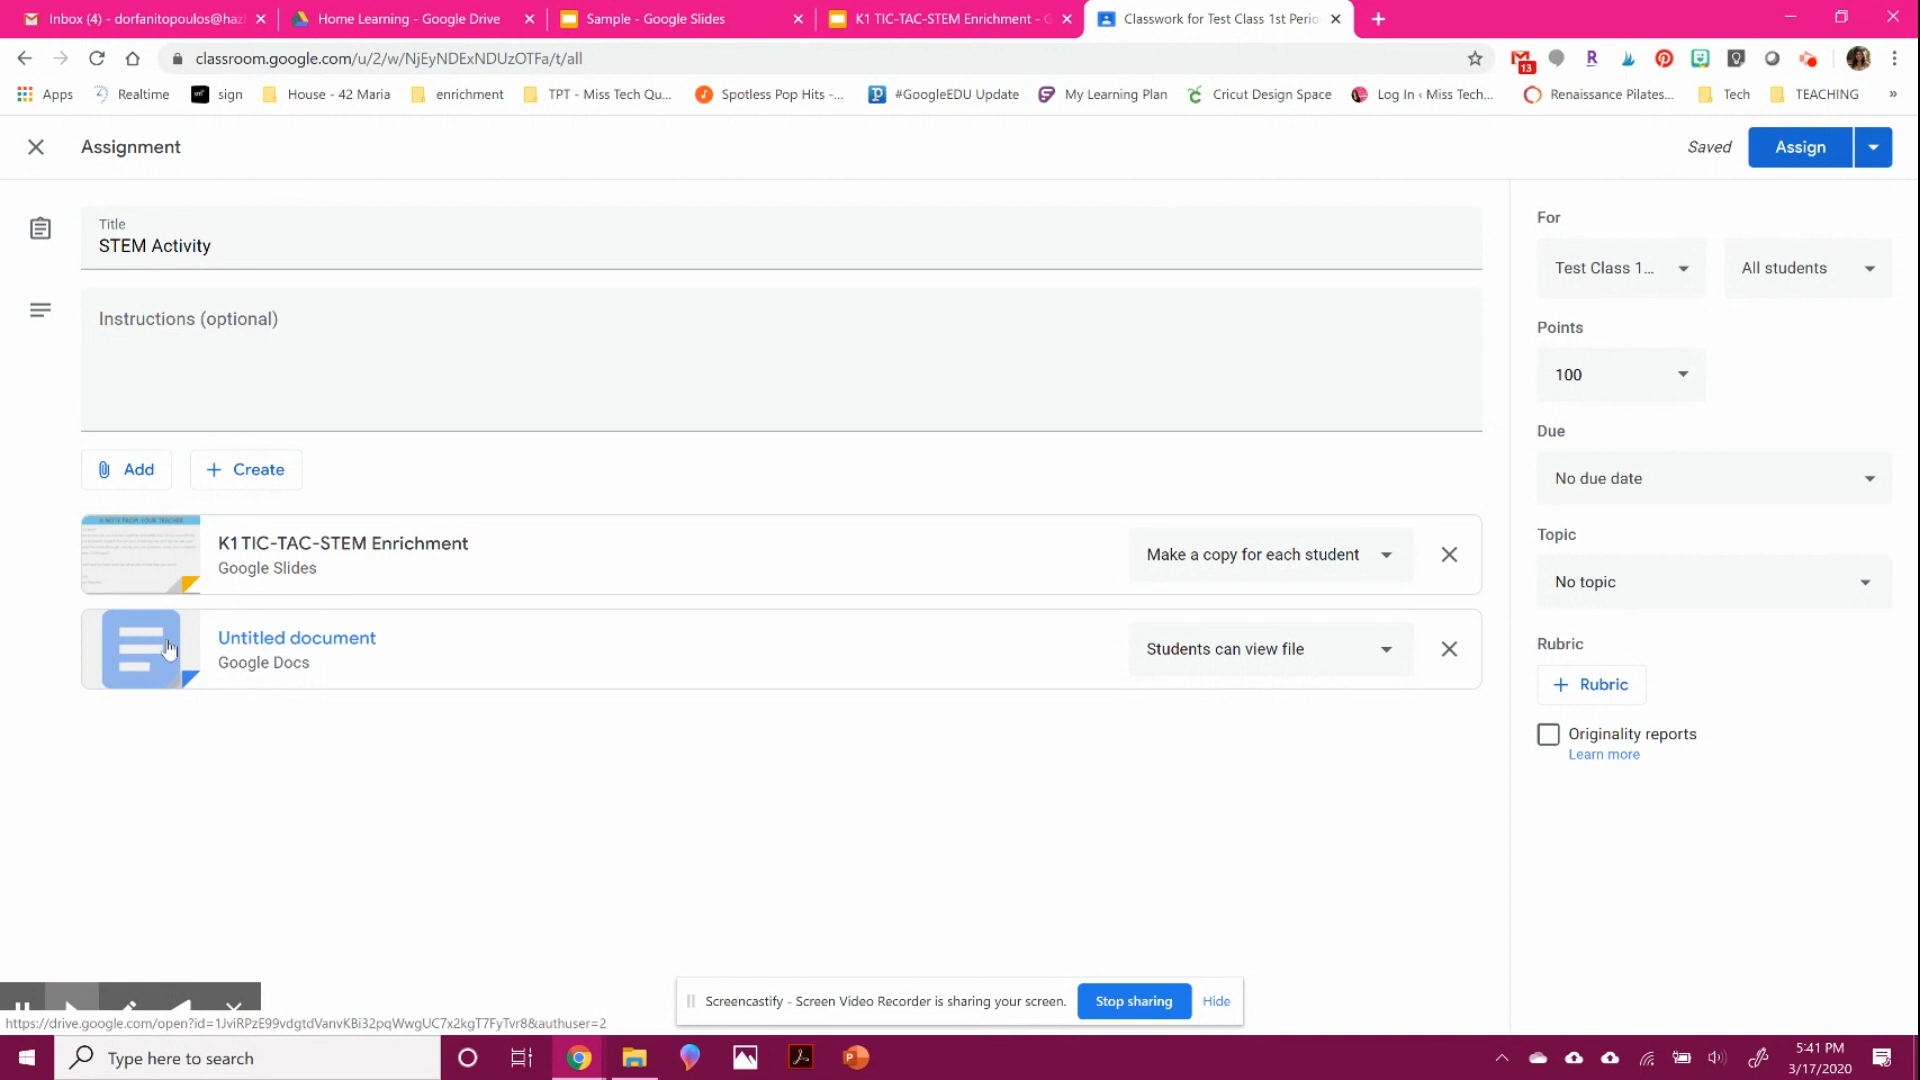 Inbox (4) - dorfanitopoulos@haz
Home Learning - Google Drive
Sample - Google Slides
K1 TIC-TAC-STEM Enrichment - G
Classwork for Test Class 1st Perio
classroom.google.com/u/2/w/NjEyNDExNDUzOTFa/t/all
13
Apps
Realtime
sign
House - 42 Maria
enrichment
TPT - Miss Tech Qu...
Spotless Pop Hits -...
#GoogleEDU Update
My Learning Plan
Cricut Design Space
Log In ‹ Miss Tech...
Renaissance Pilates...
Tech
TEACHING
»
Assignment
Saved
Assign
Title
STEM Activity
Instructions (optional)
Add
Create
A NOTE FROM YOUR TEACHER
K1 TIC-TAC-STEM Enrichment
Google Slides
Make a copy for each student
Untitled document
Google Docs
Students can view file
For
Test Class 1...
All students
Points
100
Due
No due date
Topic
No topic
Rubric
Rubric
Originality reports
Learn more
Screencastify - Screen Video Recorder is sharing your screen.
Stop sharing
Hide
https://drive.google.com/open?id=1JviRPzE99vdgtdVanvKBi32pqWwgUC7x2kgT7FyTvr8&authuser=2
Type here to search
5:41 PM
3/17/2020